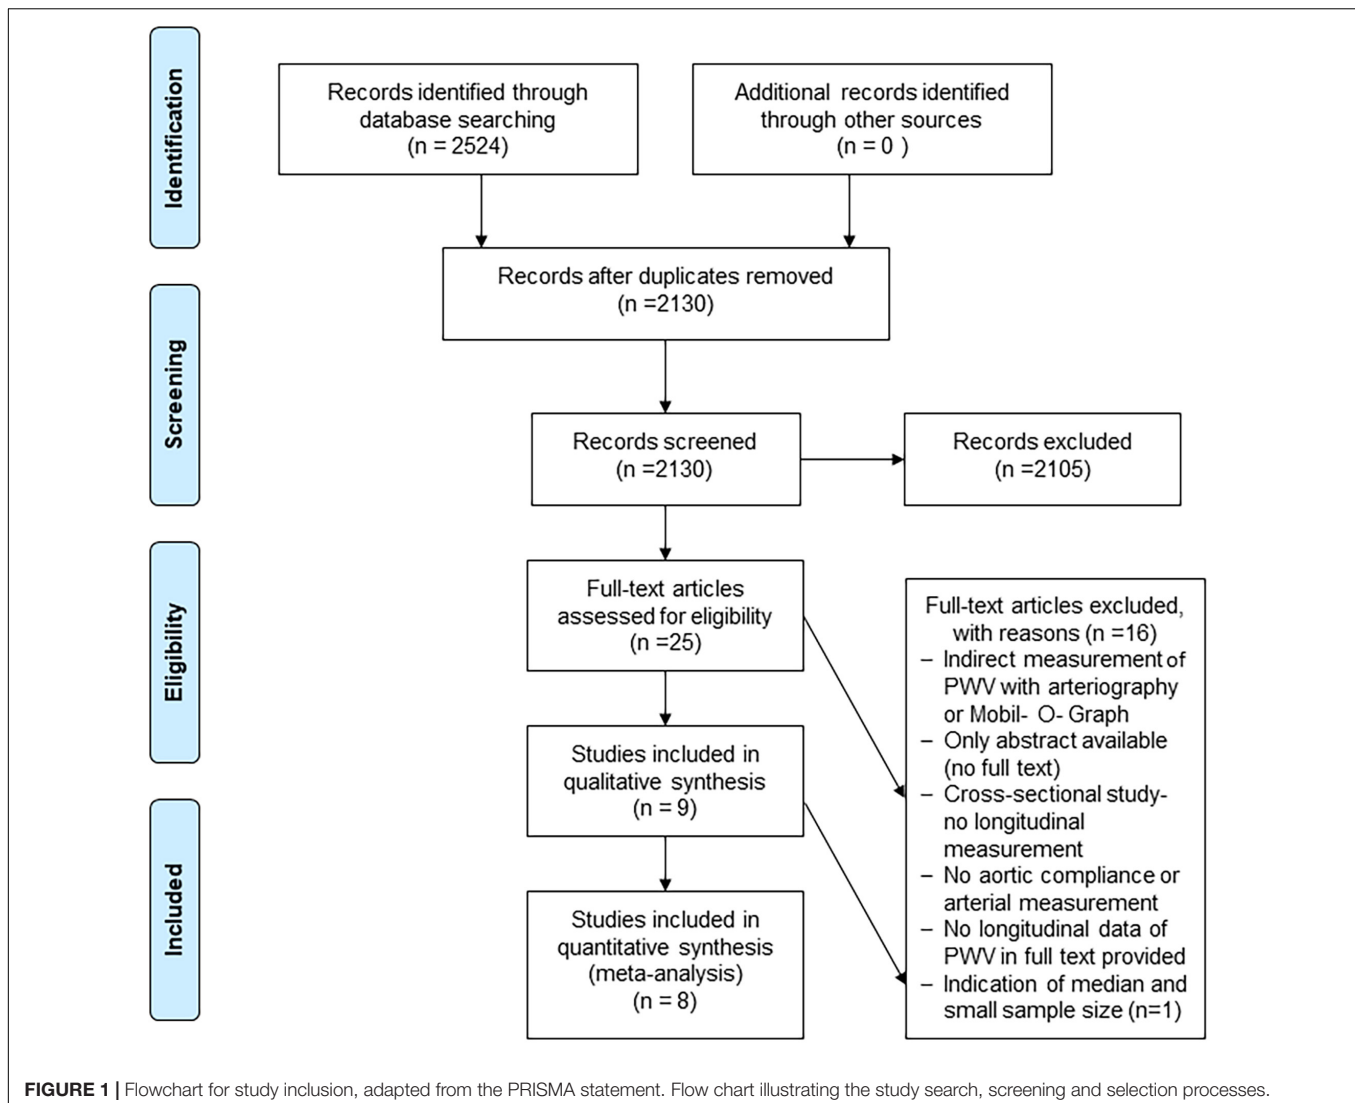 Identification
Records identified through
database searching
(n = 2524)
Additional records identified
through other sources
(n = 0 )
Records after duplicates removed
(n =2130)
Screening
Records screened
(n =2130)
Records excluded
(n =2105)
Eligibility
Full-text articles
assessed for eligibility
(n =25)
Full-text articles excluded,
with reasons (n =16)
– Indirect measurement of
PWV with arteriography
or Mobil- O- Graph
– Only abstract available
(no full text)
– Cross-sectional study-
no longitudinal
measurement
– No aortic compliance or
arterial measurement
– No longitudinal data of
PWV in full text provided
– Indication of median and
small sample size (n=1)
Studies included in
qualitative synthesis
(n = 9)
Included
Studies included in
quantitative synthesis
(meta-analysis)
(n = 8)
FIGURE 1 | Flowchart for study inclusion, adapted from the PRISMA statement. Flow chart illustrating the study search, screening and selection processes.